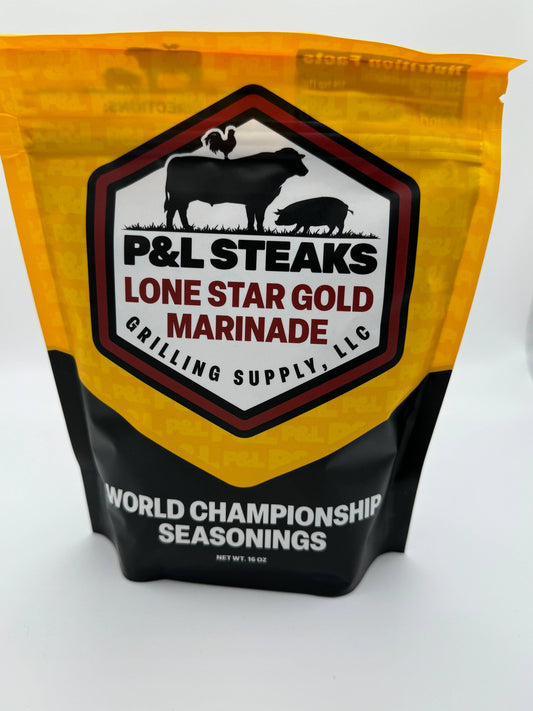 P&L STEAKS
LONE STAR GOLD
MARINADE
GRILLING SUPPLY, LLC
P&L
WORLD CHAMPIONSHIP
SEASONINGS
NET WT. 16 OZ